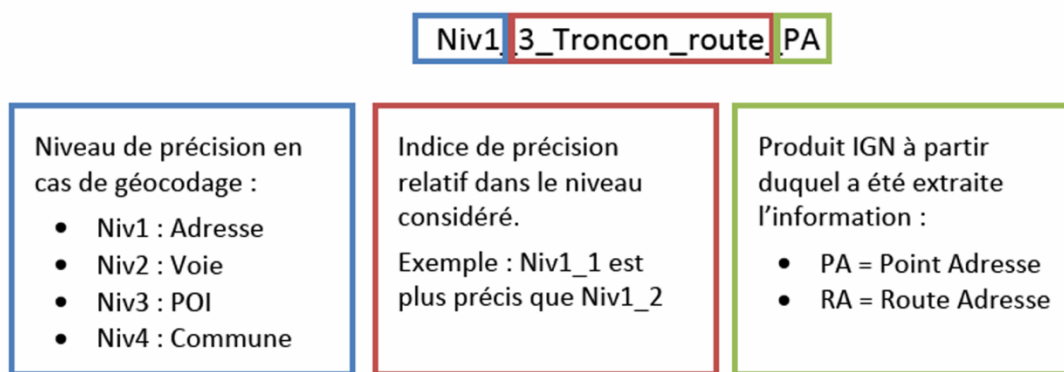 Niv1_3_Troncon_route_PA
Niveau de précision en
cas de géocodage :
• Niv1 : Adresse
• Niv2 : Voie
• Niv3 : POI
• Niv4 : Commune
Indice de précision
relatif dans le niveau
considéré.
Exemple : Niv1_1 est
plus précis que Niv1_2
Produit IGN à partir
duquel a été extraite
l’information :
• PA = Point Adresse
• RA = Route Adresse